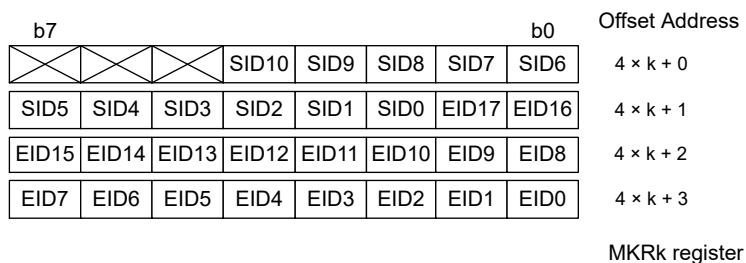 b7 b0 Offset Address
SID10 SID9 SID8 SID7 SID6 4 × k + 0
SID5 SID4 SID3 SID2 SID1 SID0 EID17 EID16 4 × k + 1
EID15 EID14 EID13 EID12 EID11 EID10 EID9 EID8 4 × k + 2
EID7 EID6 EID5 EID4 EID3 EID2 EID1 EID0 4 × k + 3
MKRk register